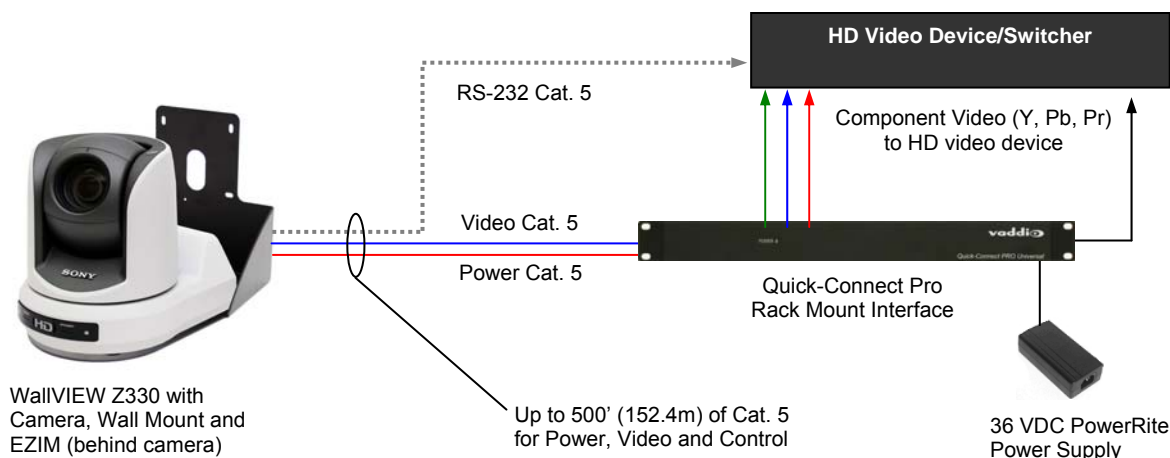 HD Video Device/Switcher
RS-232 Cat. 5
Component Video (Y, Pb, Pr)
to HD video device
Video Cat. 5
Power Cat. 5
SONY
HD
POWER
vaddio
Quick-Connect PRO Universal
Quick-Connect Pro
Rack Mount Interface
WallVIEW Z330 with
Camera, Wall Mount and
EZIM (behind camera)
Up to 500’ (152.4m) of Cat. 5
for Power, Video and Control
36 VDC PowerRite
Power Supply